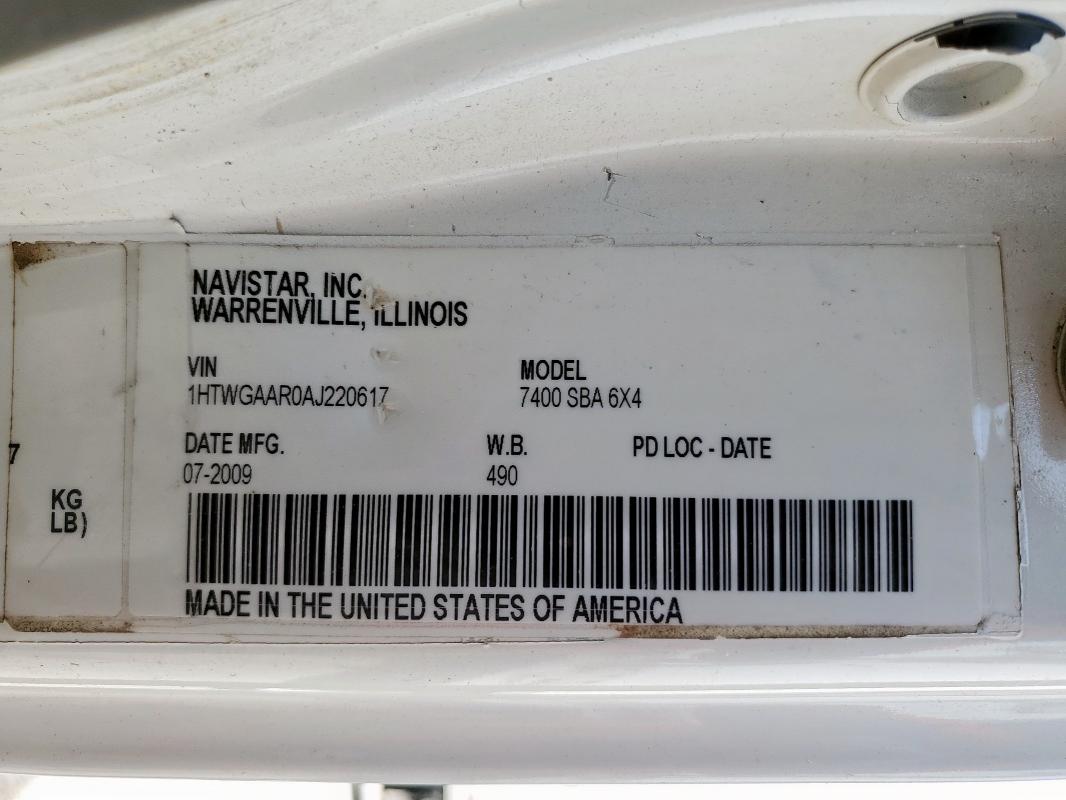 NAVISTAR, INC.
WARRENVILLE, ILLINOIS
VIN MODEL
1HTWGAAR0AJ220617 7400 SBA 6X4
DATE MFG. W.B. PD LOC - DATE
07-2009 490
7
KG
LB)
MADE IN THE UNITED STATES OF AMERICA